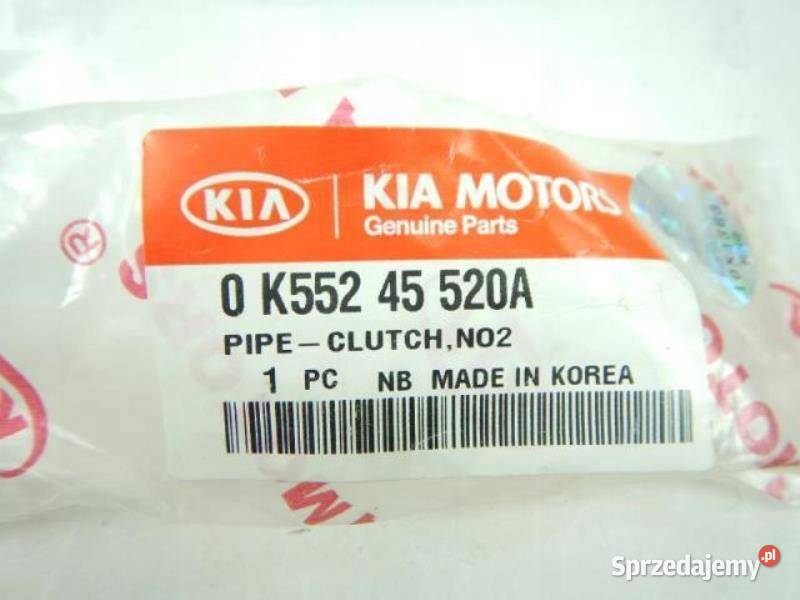 KIA
KIA MOTORS
Genuine Parts
0 K552 45 520A
PIPE-CLUTCH,NO2
1 PC NB MADE IN KOREA
Sprzedajemy.pl